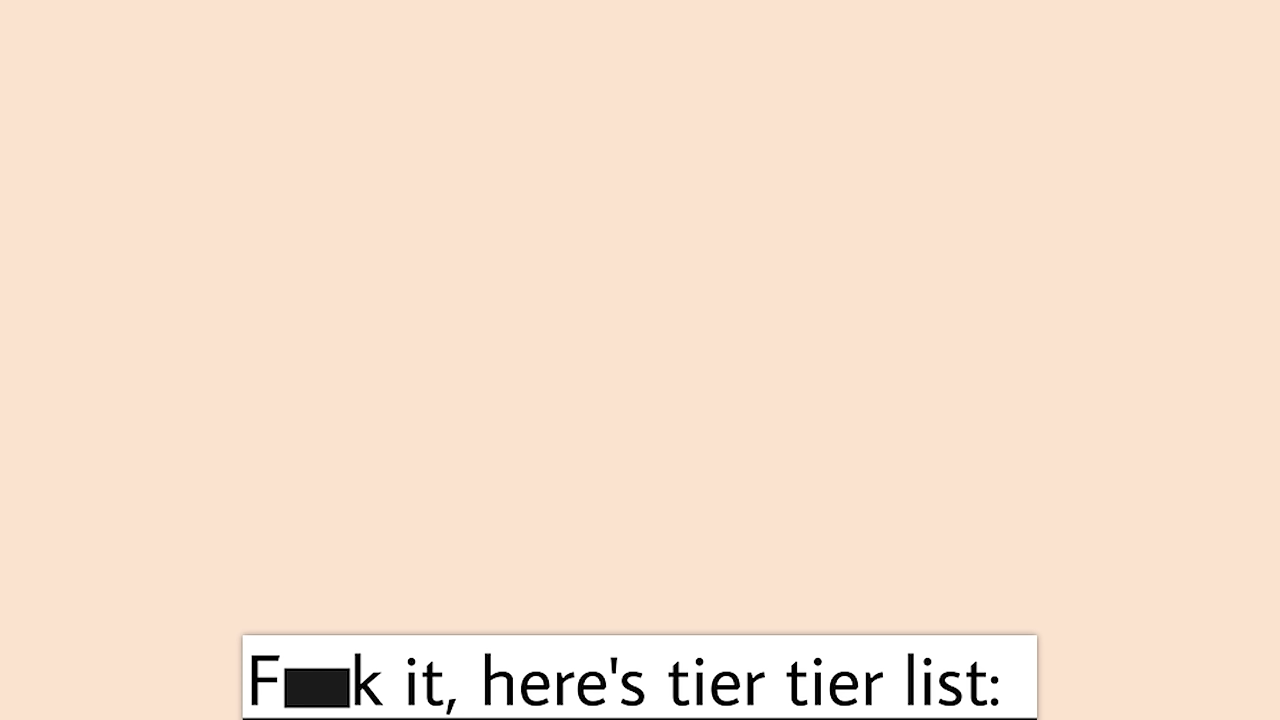 F██k it, here's tier tier list: